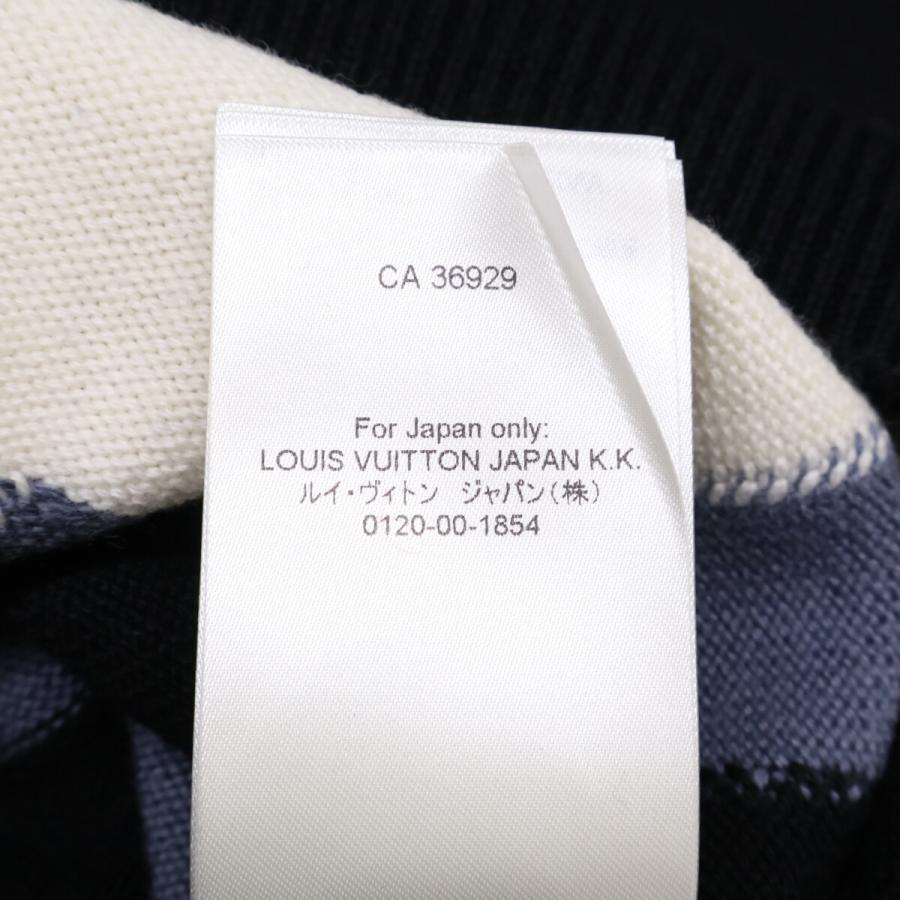 CA 36929
For Japan only:
LOUIS VUITTON JAPAN K.K.
ルイ・ヴィトン　ジャパン(株)
0120-00-1854